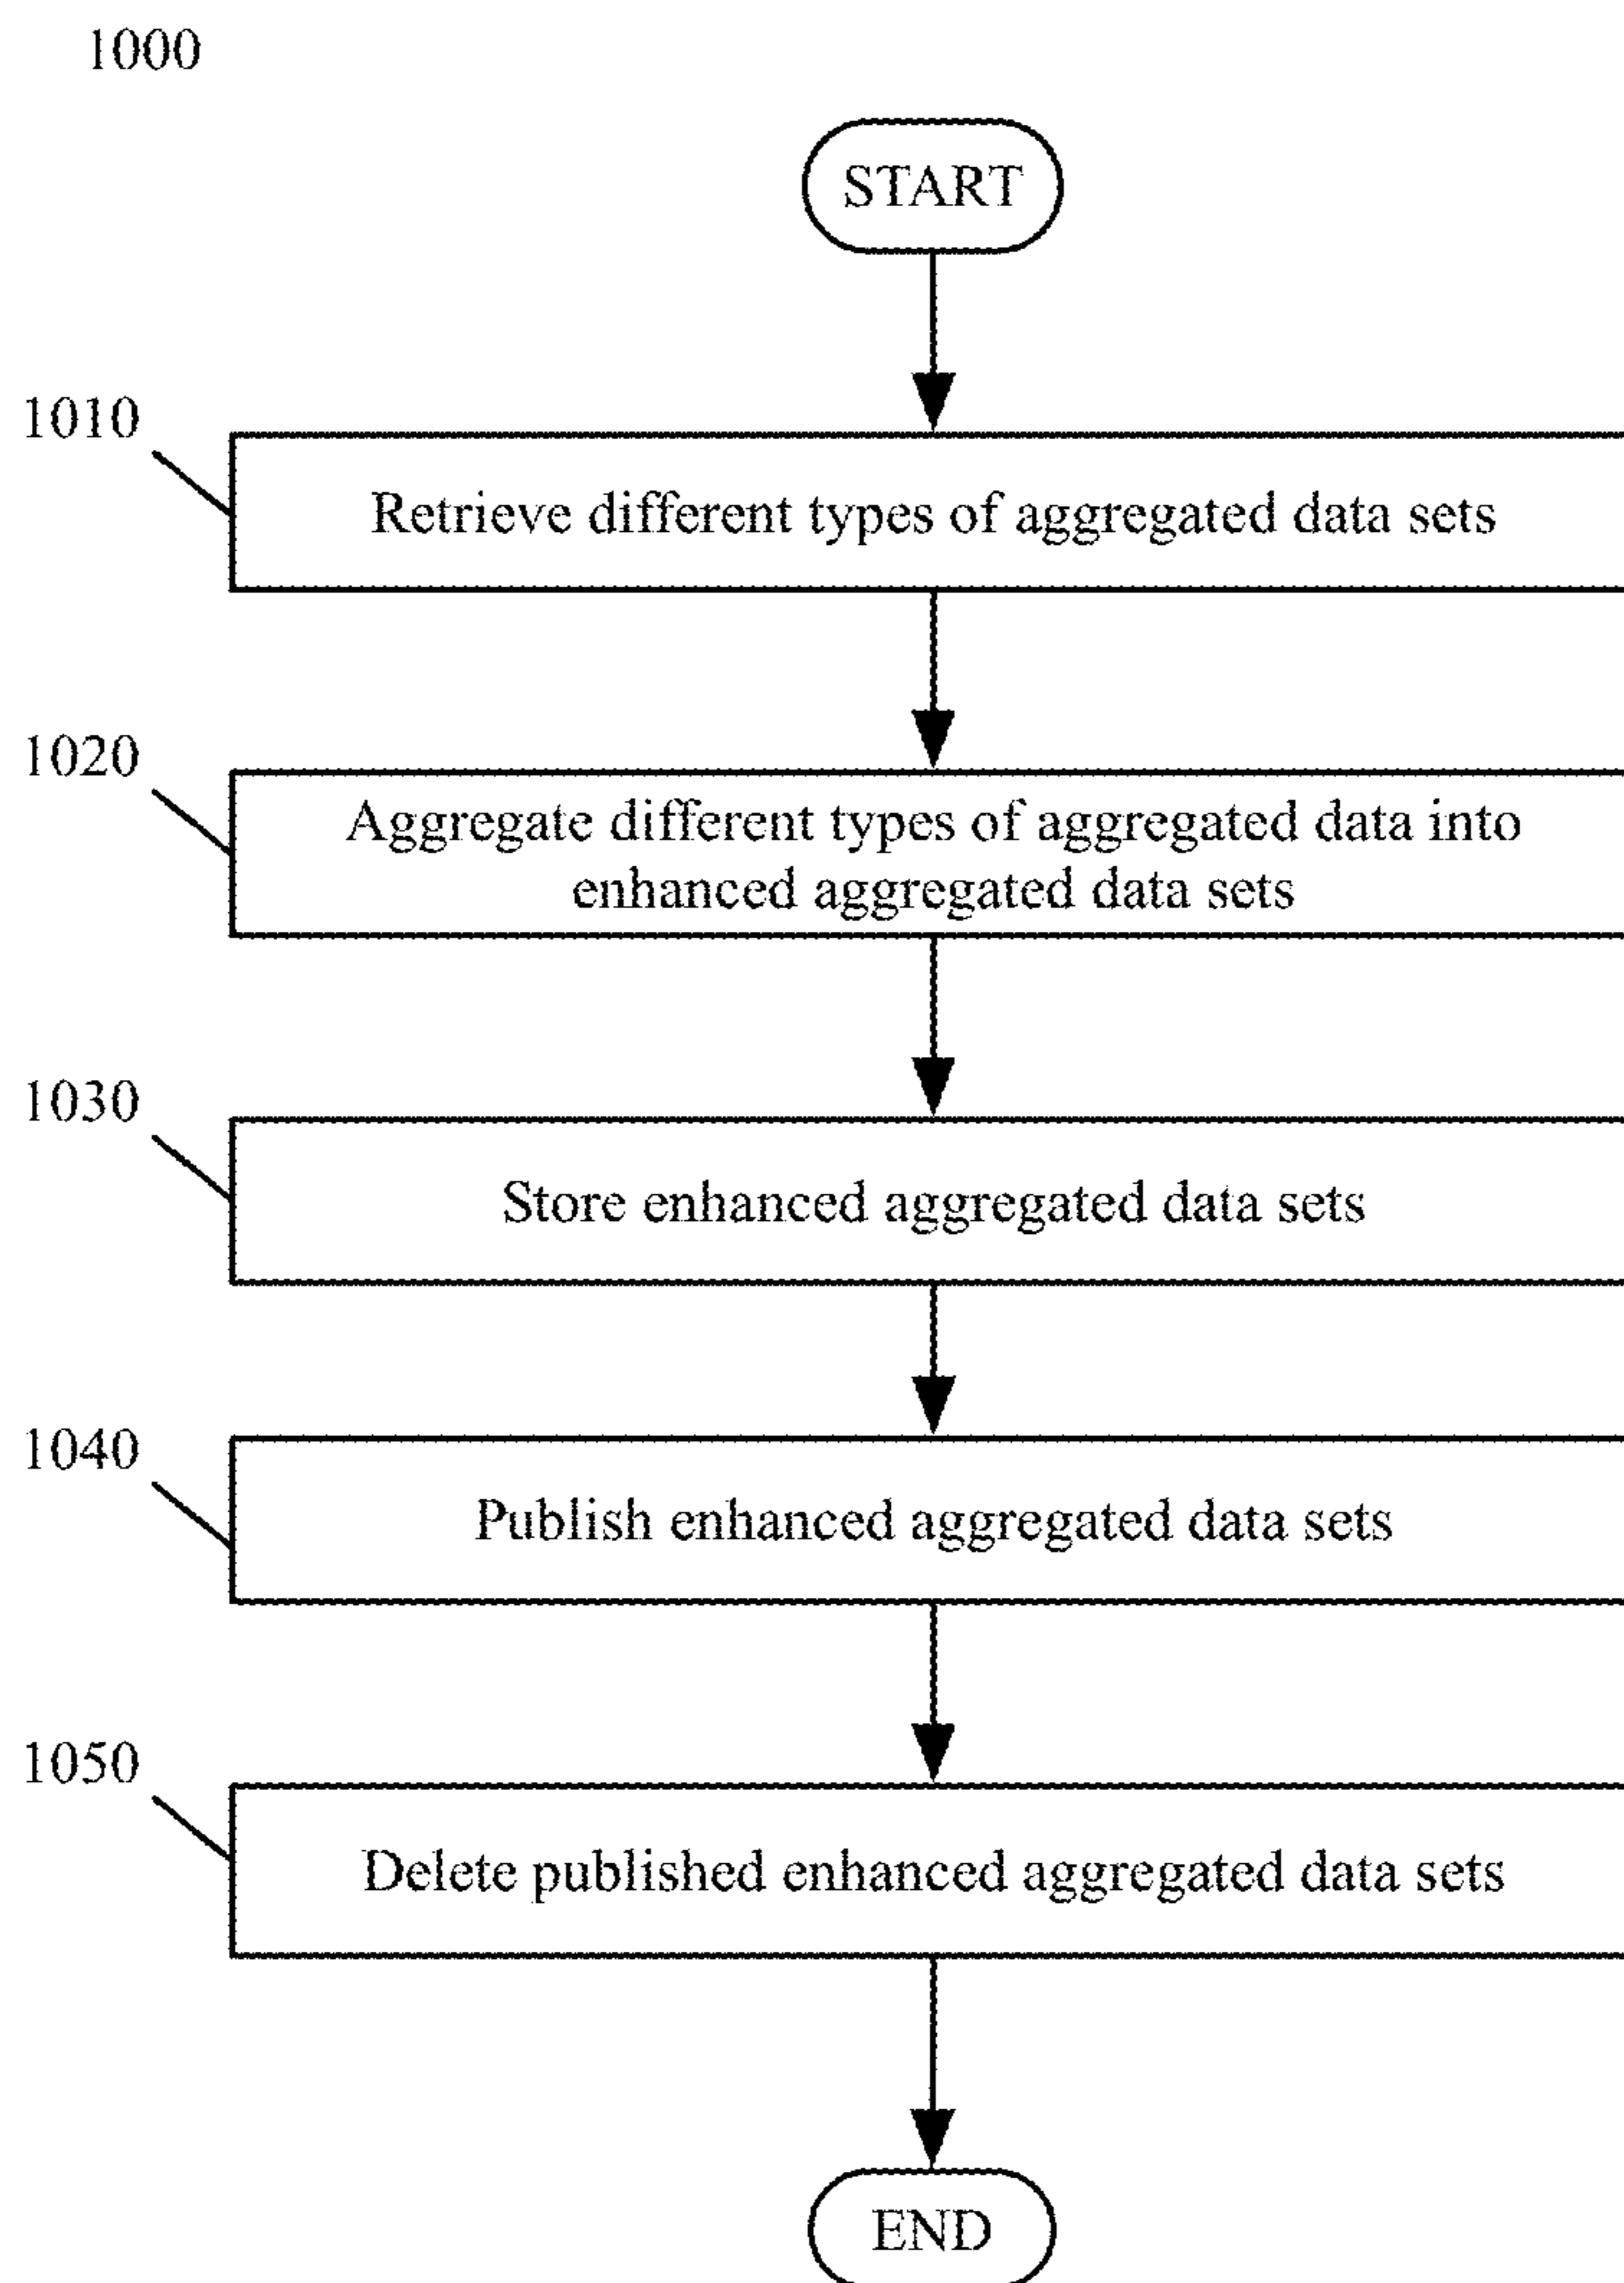 1000
START
1010
Retrieve different types of aggregated data sets
1020
Aggregate different types of aggregated data into
enhanced aggregated data sets
1030
Store enhanced aggregated data sets
1040
Publish enhanced aggregated data sets
1050
Delete published enhanced aggregated data sets
END